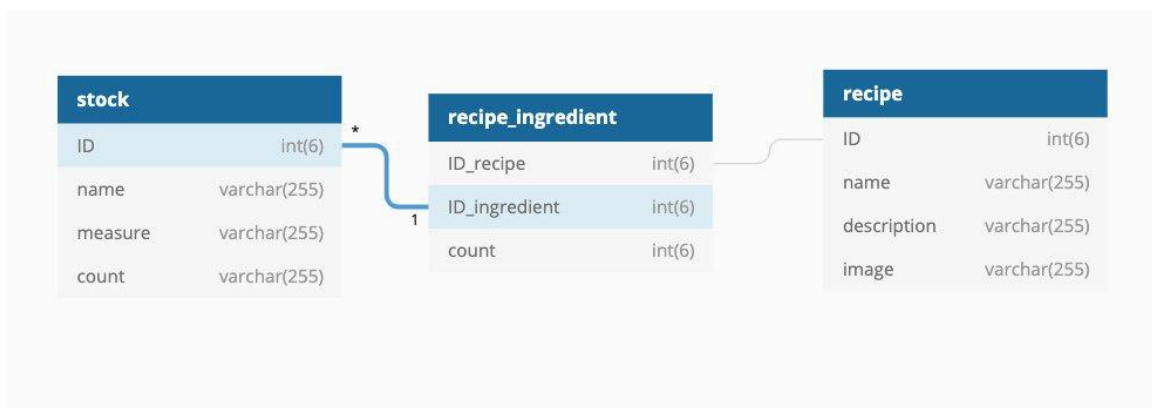 stock
ID int(6)
name varchar(255)
measure varchar(255)
count varchar(255)
*
1
recipe_ingredient
ID_recipe int(6)
ID_ingredient int(6)
count int(6)
recipe
ID int(6)
name varchar(255)
description varchar(255)
image varchar(255)